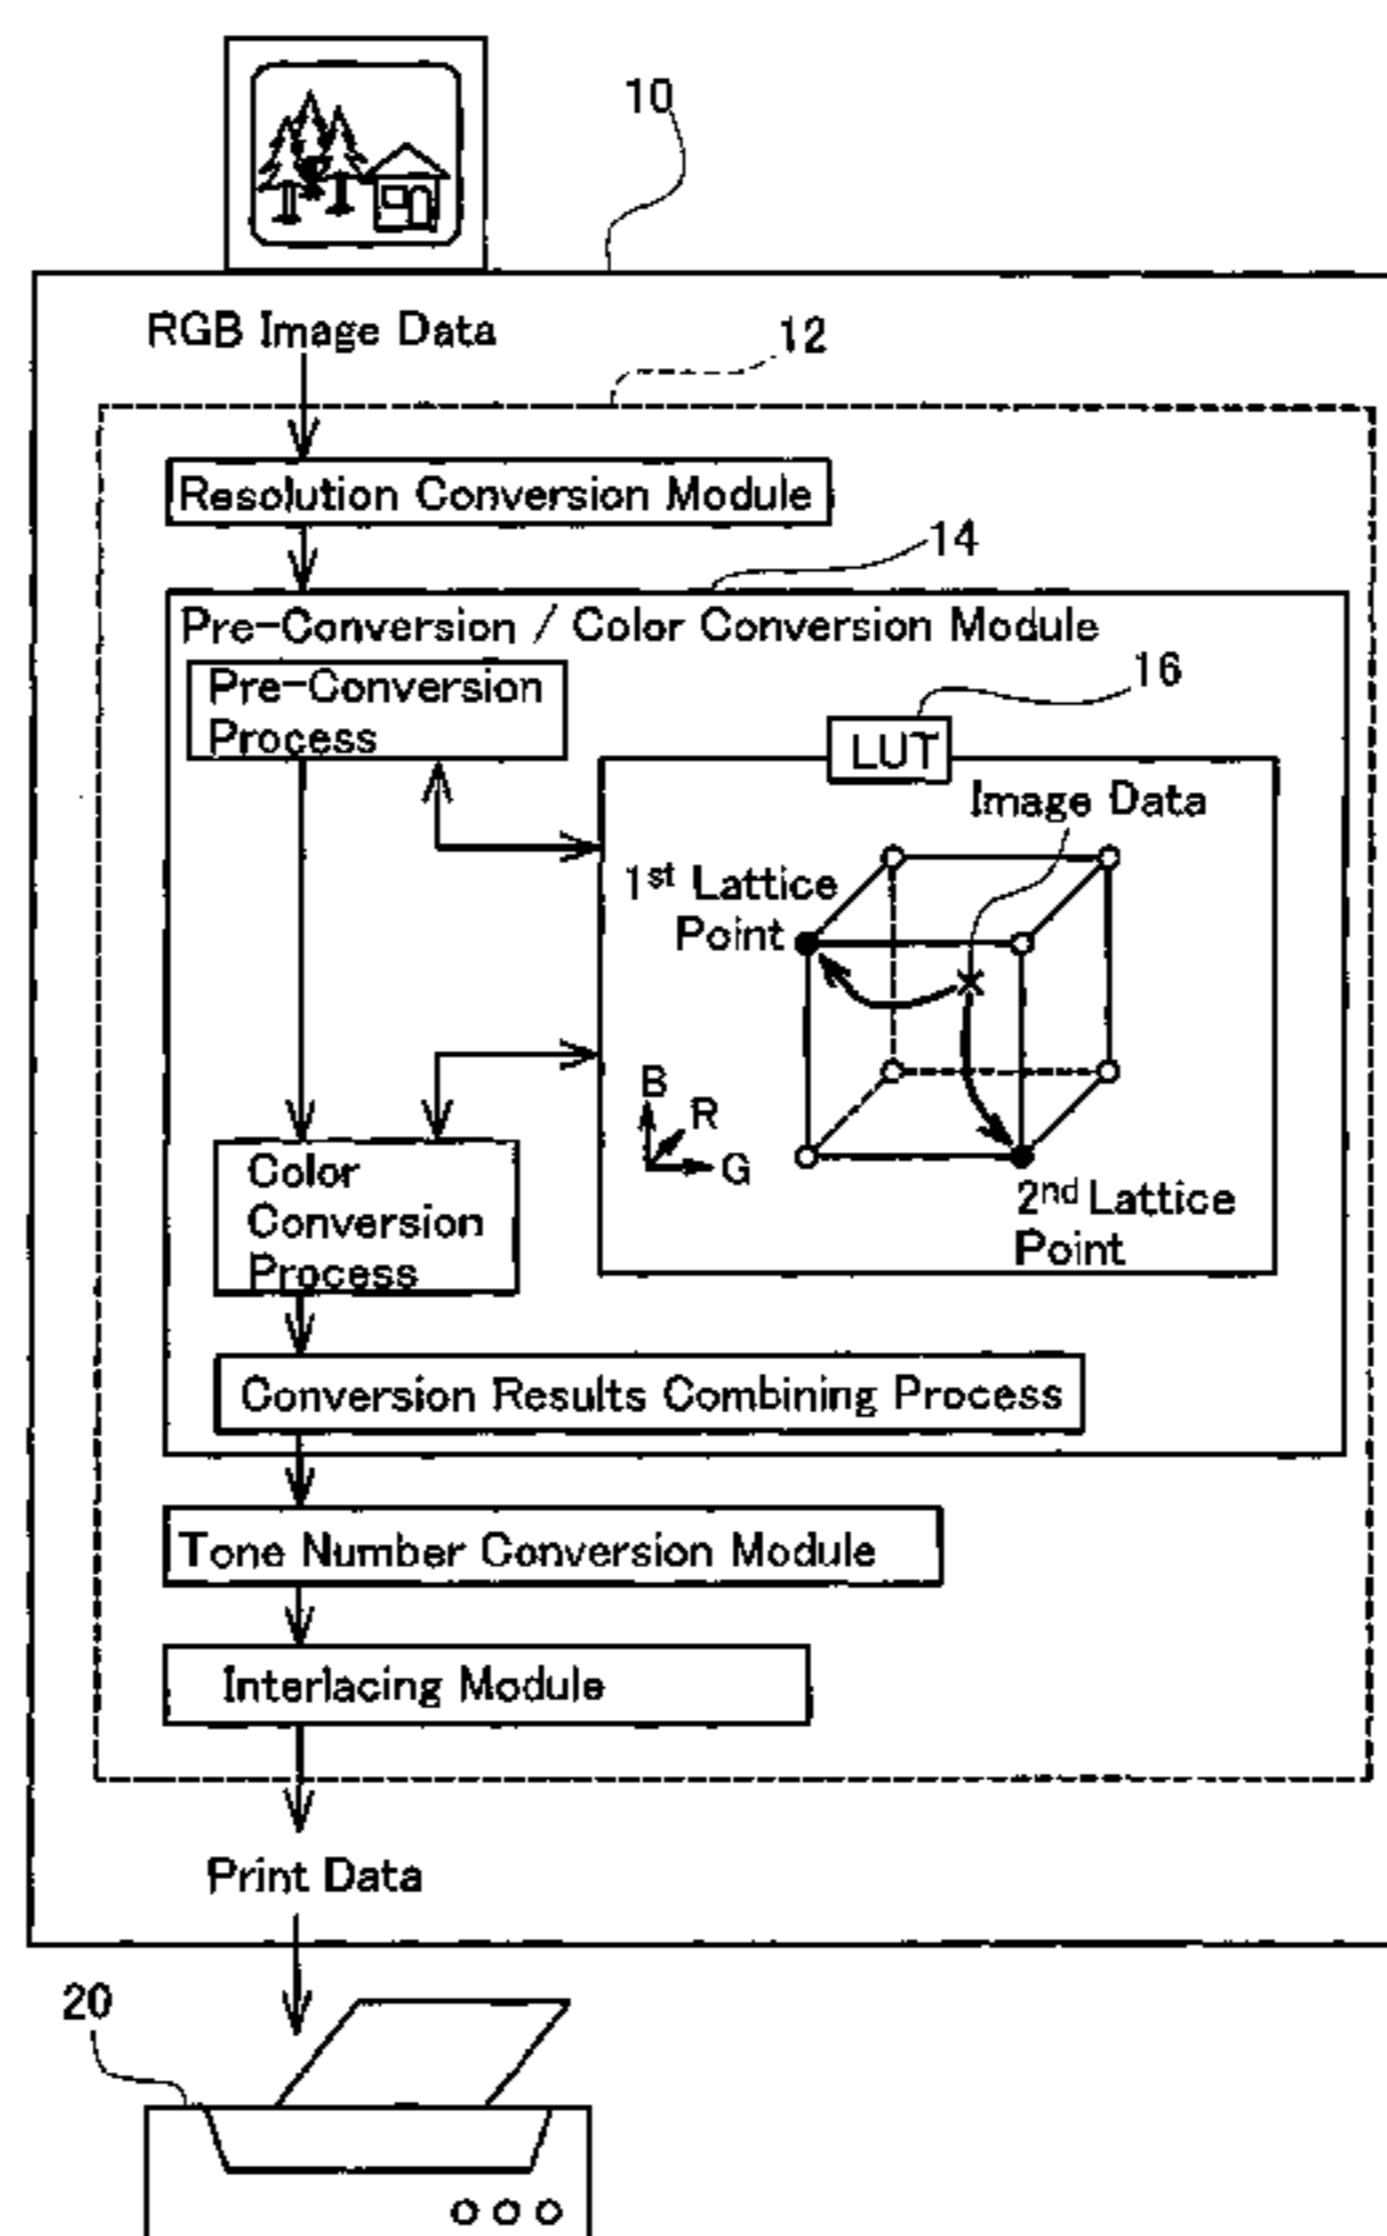 10
RGB Image Data
12
Resolution Conversion Module
14
Pre-Conversion / Color Conversion Module
Pre-Conversion
Process
16
LUT
Image Data
1st Lattice
Point
B
R
G
Color
Conversion
Process
2nd Lattice
Point
Conversion Results Combining Process
Tone Number Conversion Module
Interlacing Module
Print Data
20